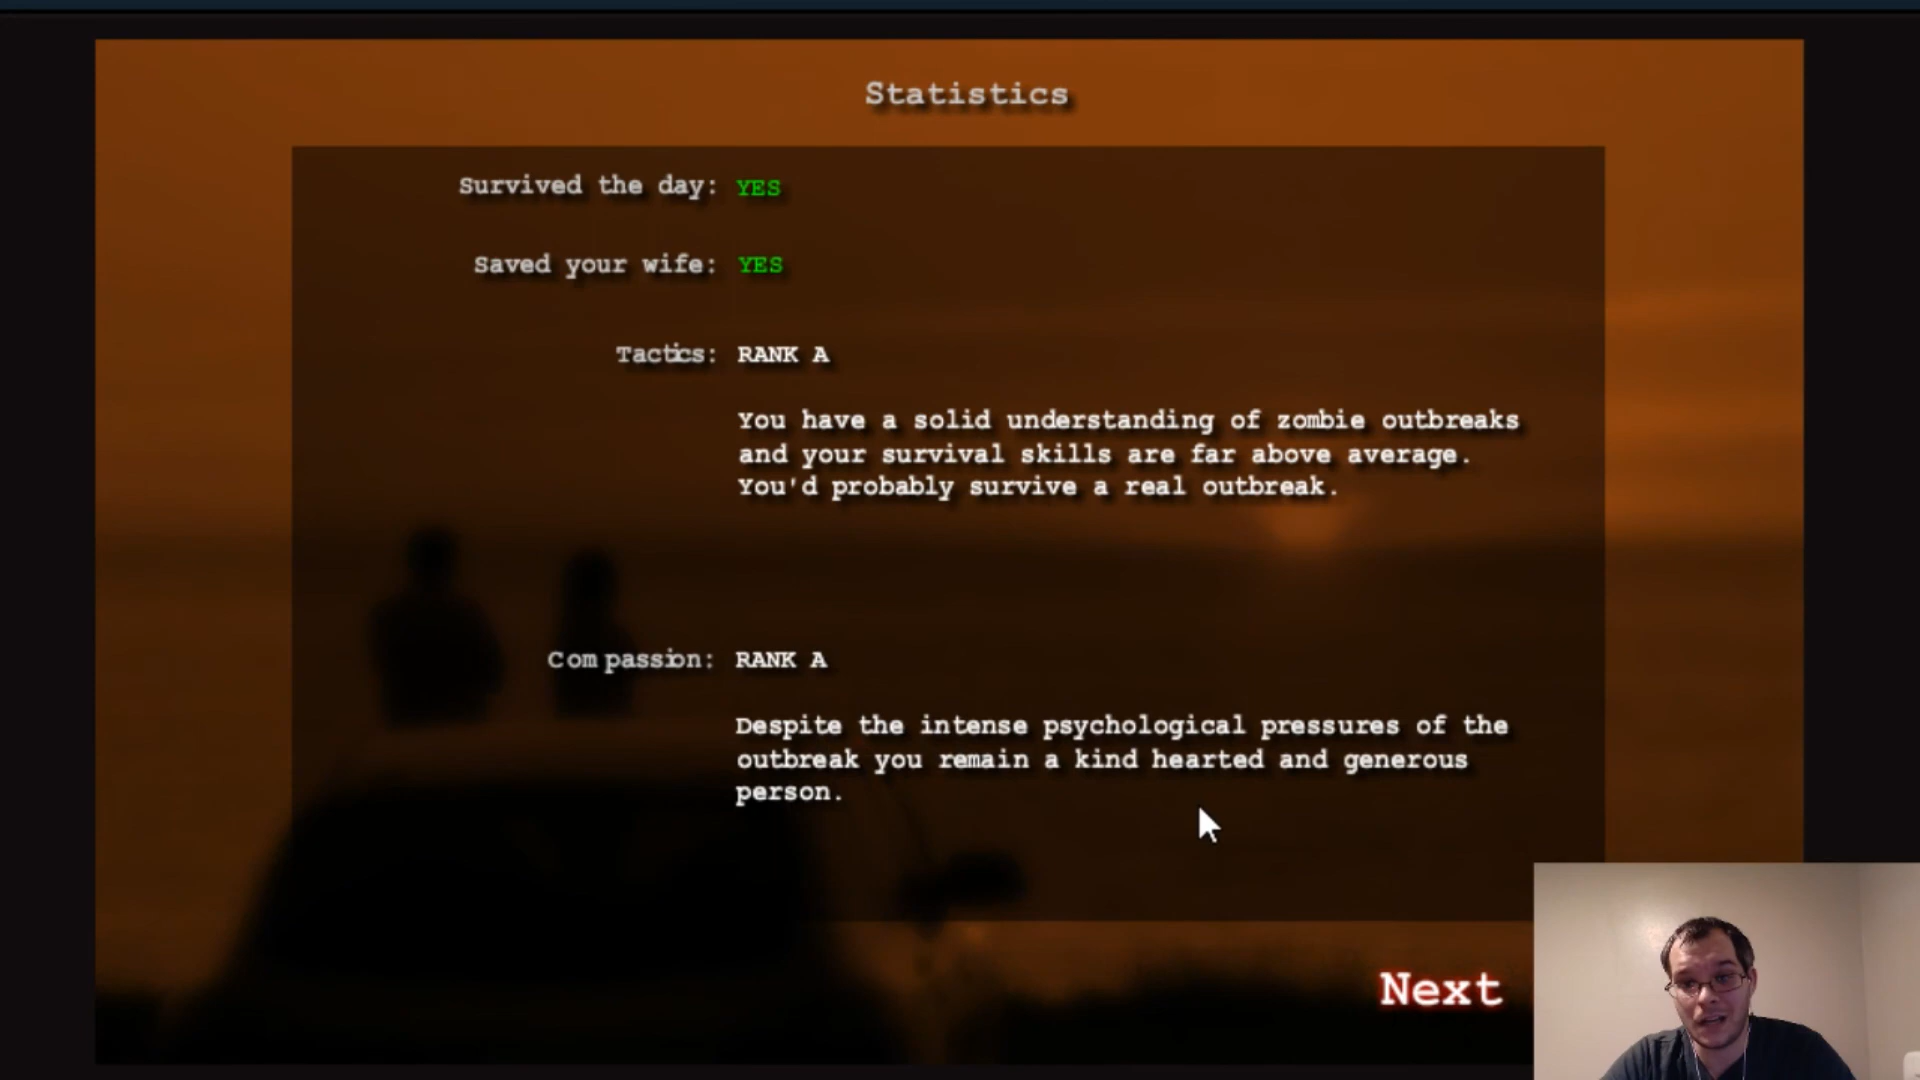 Statistics
Survived the day: YES
Saved your wife: YES
Tactics: RANK A
You have a solid understanding of zombie outbreaks
and your survival skills are far above average.
You'd probably survive a real outbreak.
Compassion: RANK A
Despite the intense psychological pressures of the
outbreak you remain a kind hearted and generous
person.
Next